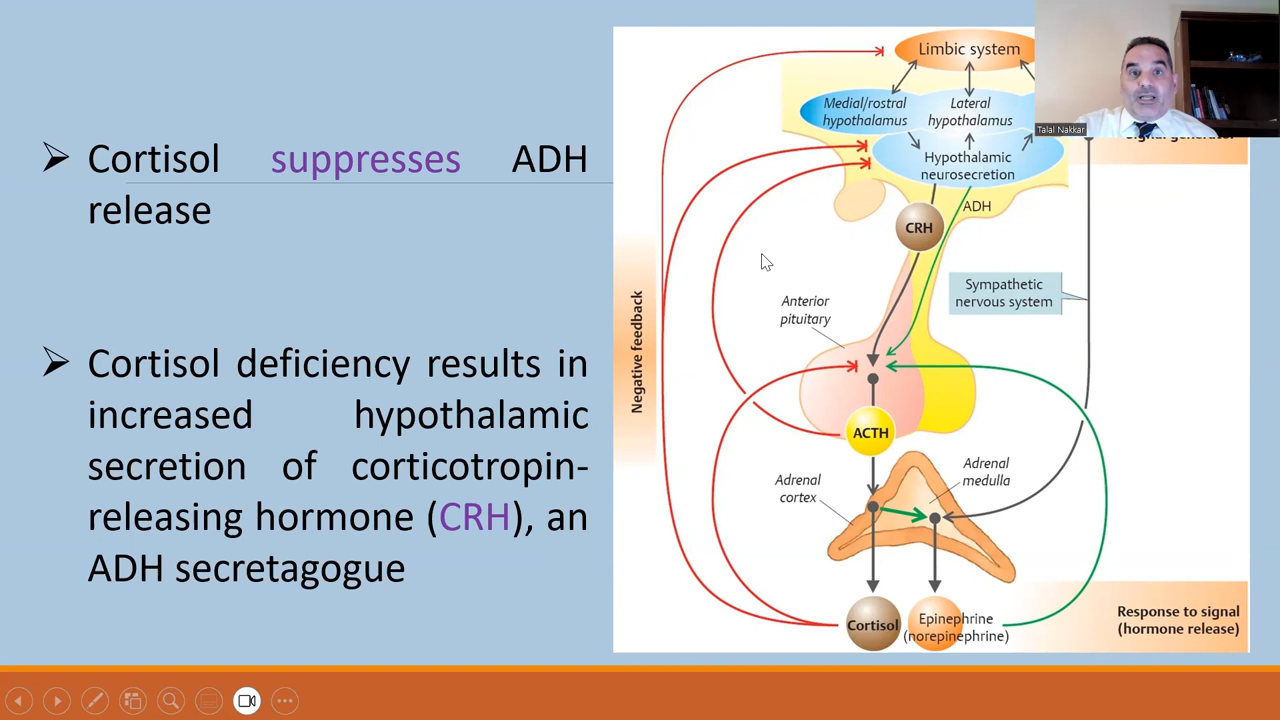 Cortisol suppresses ADH
release
Cortisol deficiency results in
increased hypothalamic
secretion of corticotropin-
releasing hormone (CRH), an
ADH secretagogue
Limbic system
Medial/rostral
hypothalamus
Lateral
hypothalamus
Hypothalamic
neurosecretion
Talal Nakkar
ADH
CRH
Sympathetic
nervous system
Anterior
pituitary
Negative feedback
ACTH
Adrenal
cortex
Adrenal
medulla
Cortisol
Epinephrine
(norepinephrine)
Response to signal
(hormone release)